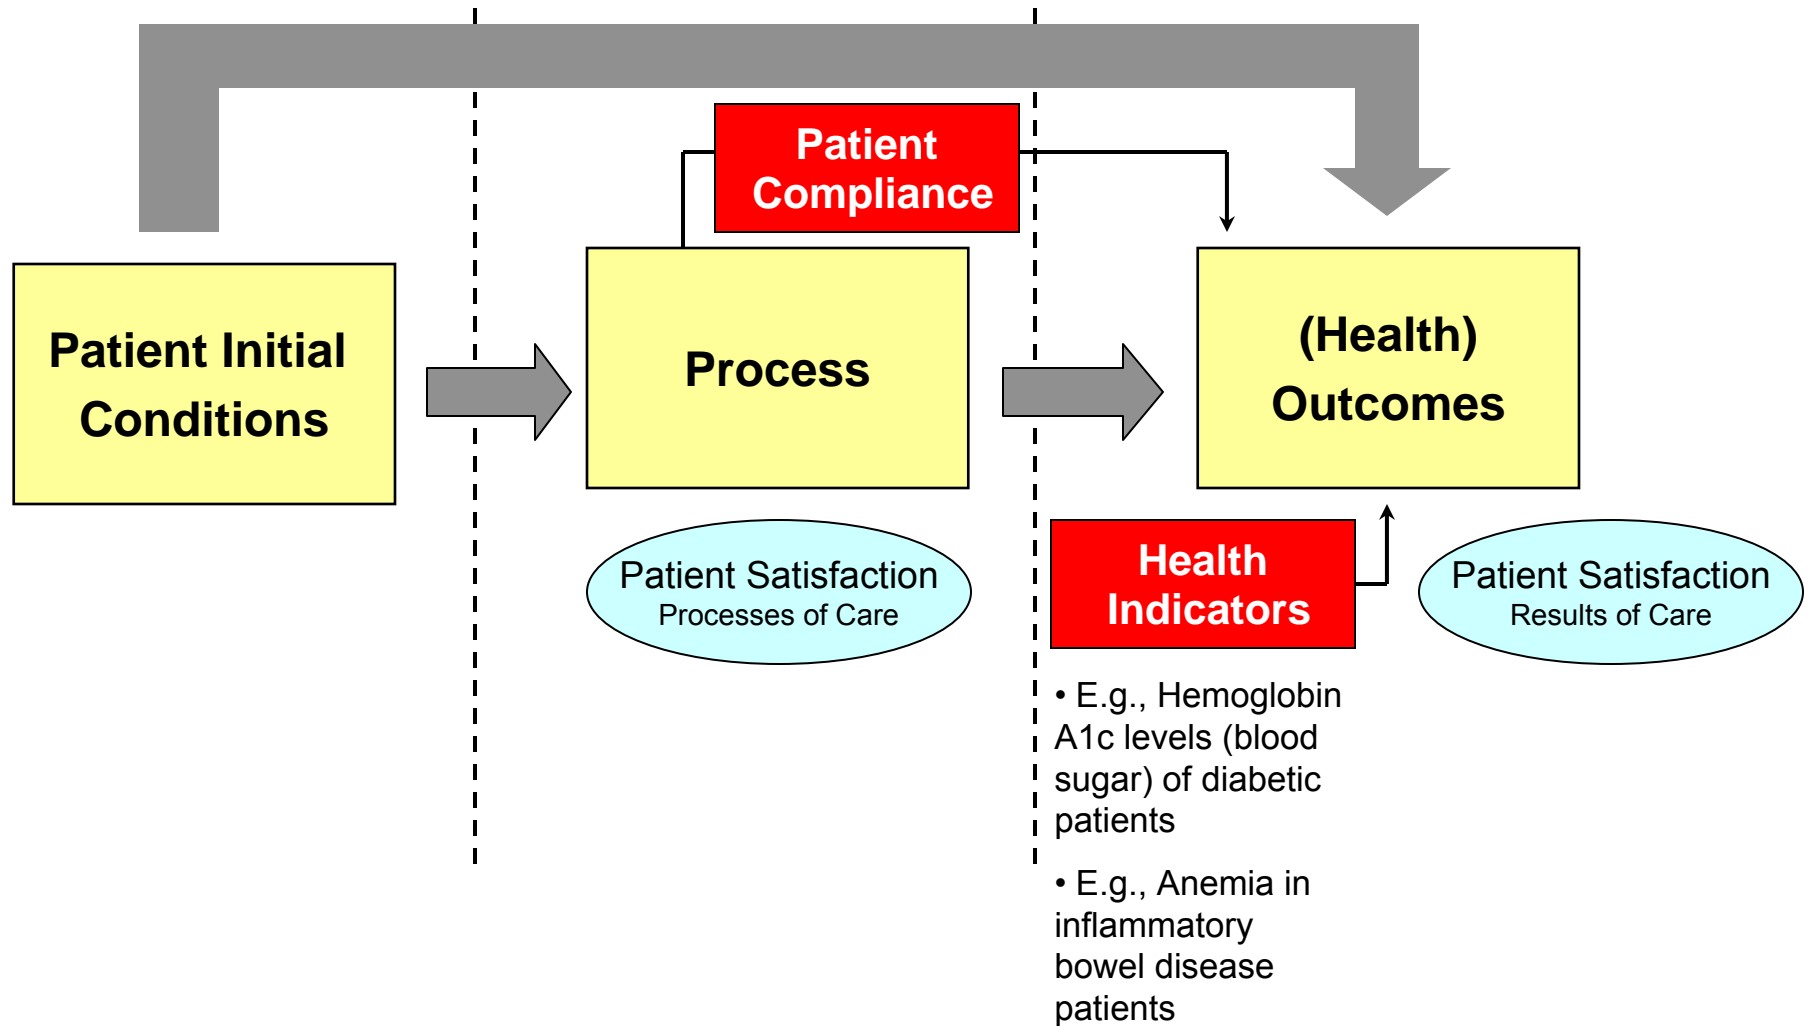 Patient
Compliance
Patient Initial
Conditions
Process
(Health)
Outcomes
Patient Satisfaction
Processes of Care
Health
Indicators
Patient Satisfaction
Results of Care
• E.g., Hemoglobin
A1c levels (blood
sugar) of diabetic
patients
• E.g., Anemia in
inflammatory
bowel disease
patients